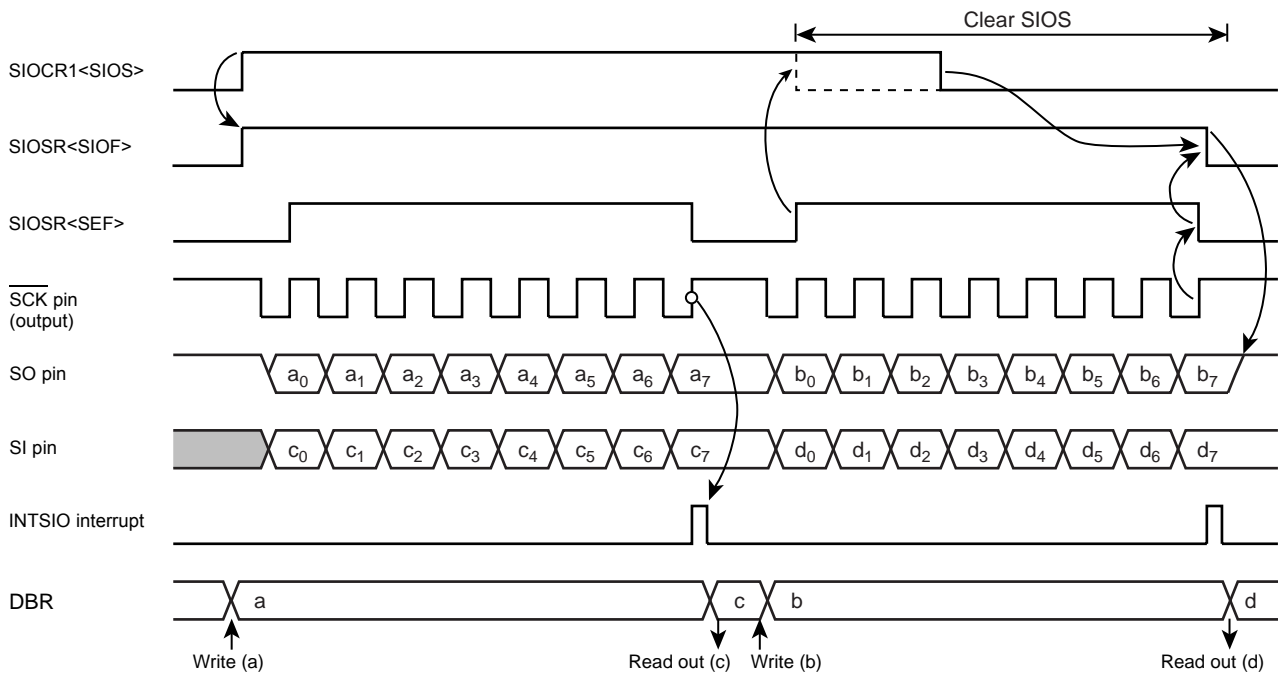 Clear SIOS
SIOCR1<SIOS>
SIOSR<SIOF>
SIOSR<SEF>
SCK pin
(output)
SO pin a0 a1 a2 a3 a4 a5 a6 a7 b0 b1 b2 b3 b4 b5 b6 b7
SI pin c0 c1 c2 c3 c4 c5 c6 c7 d0 d1 d2 d3 d4 d5 d6 d7
INTSIO interrupt
DBR a c b d
Write (a) Read out (c) Write (b) Read out (d)